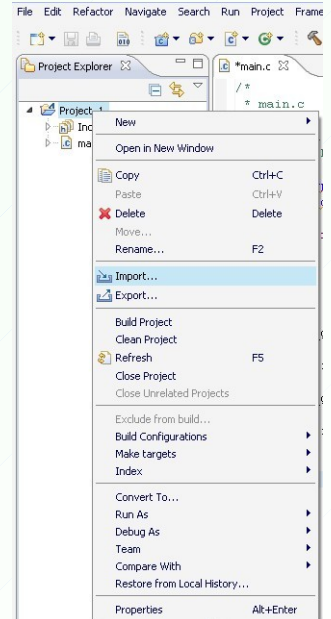 File Edit Refactor Navigate Search Run Project Frame
Project Explorer
*main.c
/*
* main.c
Project_1
Inc
ma
New
Open in New Window
Copy Ctrl+C
Paste Ctrl+V
Delete Delete
Move...
Rename... F2
Import...
Export...
Build Project
Clean Project
Refresh F5
Close Project
Close Unrelated Projects
Exclude from build...
Build Configurations
Make targets
Index
Convert To...
Run As
Debug As
Team
Compare With
Restore from Local History...
Properties Alt+Enter